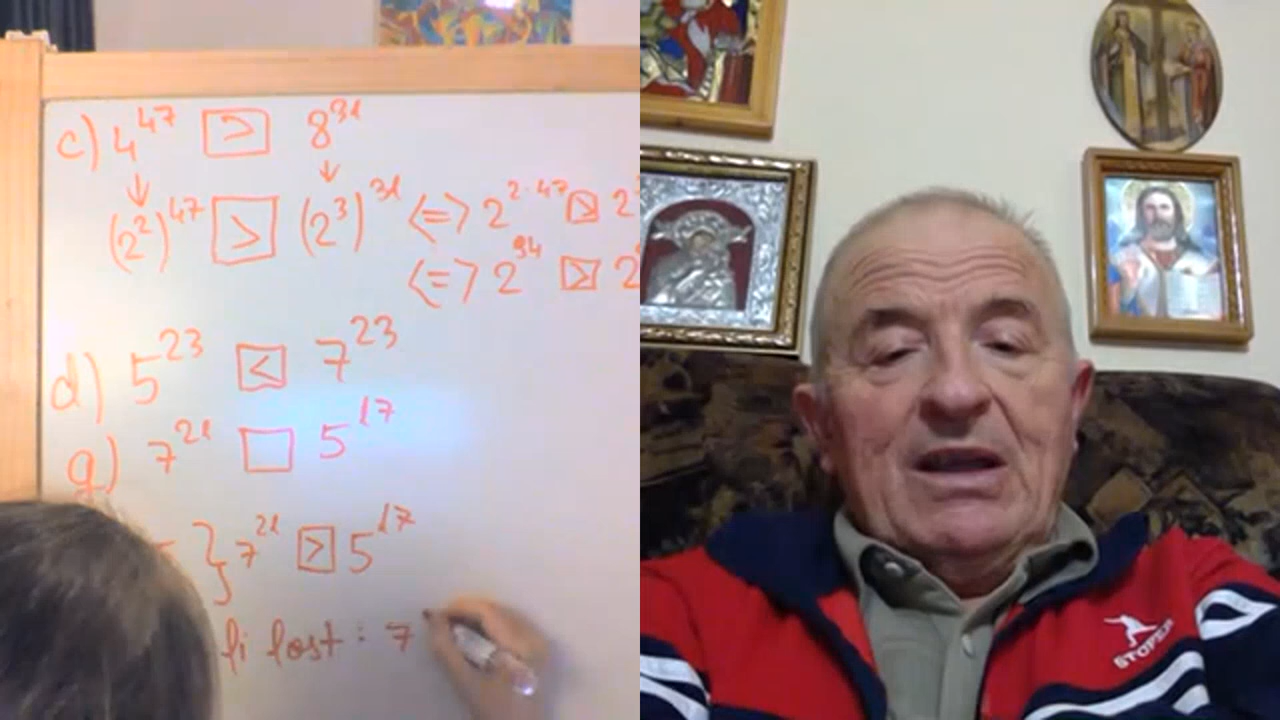 c) 4^47 > 8^31
↓ ↓
(2^2)^47 > (2^3)^31 <=> 2^2·47 > 2
<=> 2^94 > 2
d) 5^23 < 7^23
g) 7^21 □ 5^17
} 7^21 > 5^17
fi fost : 7
STOFER